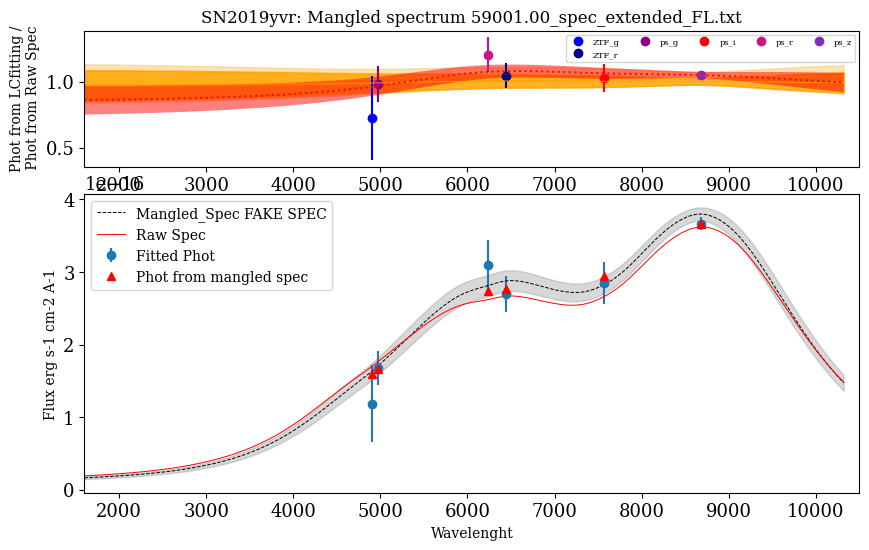 SN2019yvr: Mangled spectrum 59001.00_spec_extended_FL.txt
Phot from LCfitting /
Phot from Raw Spec
1.0
0.5
ZTF_g
ps_g
ps_i
ps_r
ps_z
ZTF_r
2000 3000 4000 5000 6000 7000 8000 9000 10000
Flux erg s-1 cm-2 A-1
4
3
2
1
0
Mangled_Spec FAKE SPEC
Raw Spec
Fitted Phot
Phot from mangled spec
2000 3000 4000 5000 6000 7000 8000 9000 10000
Wavelenght